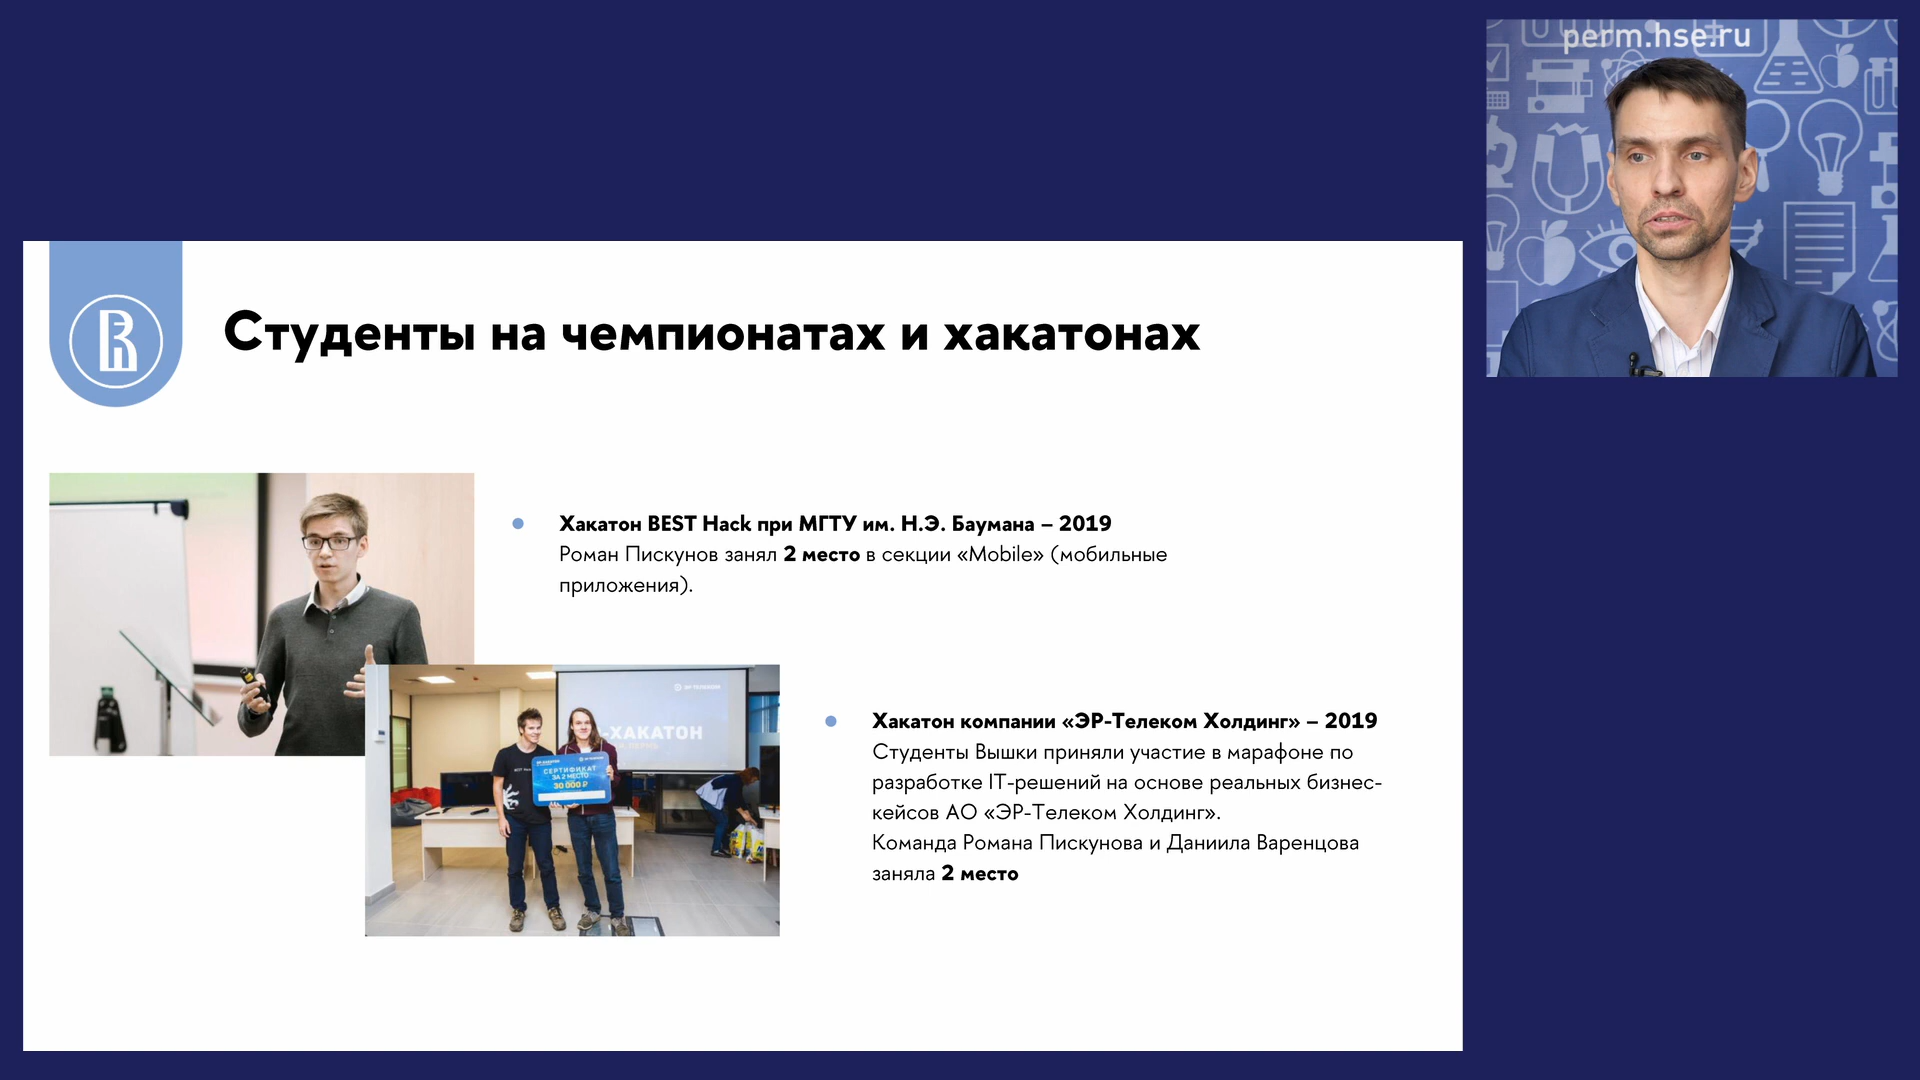 perm.hse.ru
Студенты на чемпионатах и хакатонах
Хакатон BEST Hack при МГТУ им. Н.Э. Баумана – 2019
Роман Пискунов занял 2 место в секции «Mobile» (мобильные
приложения).
ЭР-ТЕЛЕКОМ
-ХАКАТОН
СЕРТИФИКАТ
ЗА 2 МЕСТО
30 000 ₽
Хакатон компании «ЭР-Телеком Холдинг» – 2019
Студенты Вышки приняли участие в марафоне по
разработке IT-решений на основе реальных бизнес-
кейсов АО «ЭР-Телеком Холдинг».
Команда Романа Пискунова и Даниила Варенцова
заняла 2 место